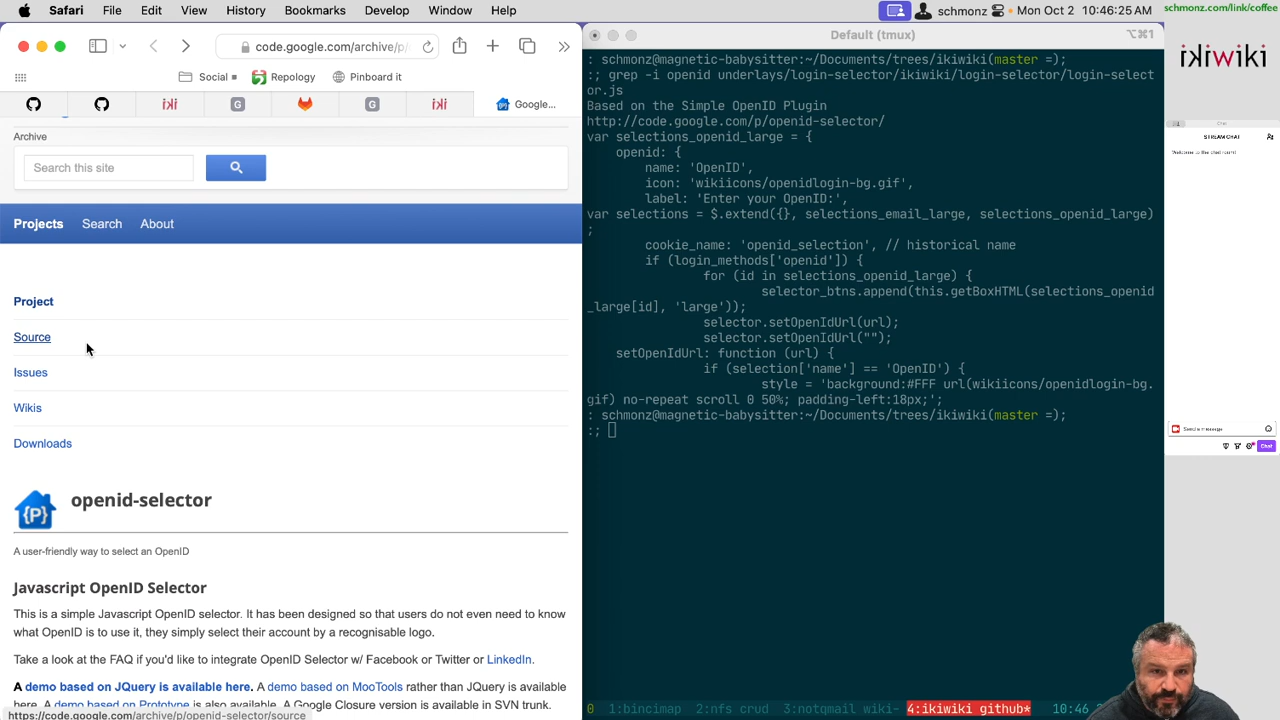 Safari File Edit View History Bookmarks Develop Window Help
schmonz Mon Oct 2 10:46:25 AM
schmonz.com/link/coffee
code.google.com/archive/p/
Social Repology Pinboard it
Google...
Archive
Search this site
Projects Search About
Project
Source
Issues
Wikis
Downloads
openid-selector
A user-friendly way to select an OpenID
Javascript OpenID Selector
This is a simple Javascript OpenID selector. It has been designed so that users do not even need to know
what OpenID is to use it, they simply select their account by a recognisable logo.
Take a look at the FAQ if you'd like to integrate OpenID Selector w/ Facebook or Twitter or LinkedIn.
A demo based on JQuery is available here. A demo based on MooTools rather than JQuery is available
here. A demo based on Prototype is also available. A Google Closure version is available in SVN trunk.
https://code.google.com/archive/p/openid-selector/source
Default (tmux)
⌥⌘1
: schmonz@magnetic-babysitter:~/Documents/trees/ikiwiki(master =);
:; grep -i openid underlays/login-selector/ikiwiki/login-selector/login-select
or.js
Based on the Simple OpenID Plugin
http://code.google.com/p/openid-selector/
var selections_openid_large = {
openid: {
name: 'OpenID',
icon: 'wikiicons/openidlogin-bg.gif',
label: 'Enter your OpenID:',
var selections = $.extend({}, selections_email_large, selections_openid_large)
;
cookie_name: 'openid_selection', // historical name
if (login_methods['openid']) {
for (id in selections_openid_large) {
selector_btns.append(this.getBoxHTML(selections_openid
_large[id], 'large'));
selector.setOpenIdUrl(url);
selector.setOpenIdUrl("");
setOpenIdUrl: function (url) {
if (selection['name'] == 'OpenID') {
style = 'background:#FFF url(wikiicons/openidlogin-bg.
gif) no-repeat scroll 0 50%; padding-left:18px;';
: schmonz@magnetic-babysitter:~/Documents/trees/ikiwiki(master =);
:;
0 1:bincimap 2:nfs crud 3:notqmail wiki- 4:ikiwiki github* 10:46
ikiwiki
STREAM CHAT
Welcome to the chat room!
Send a message
Chat